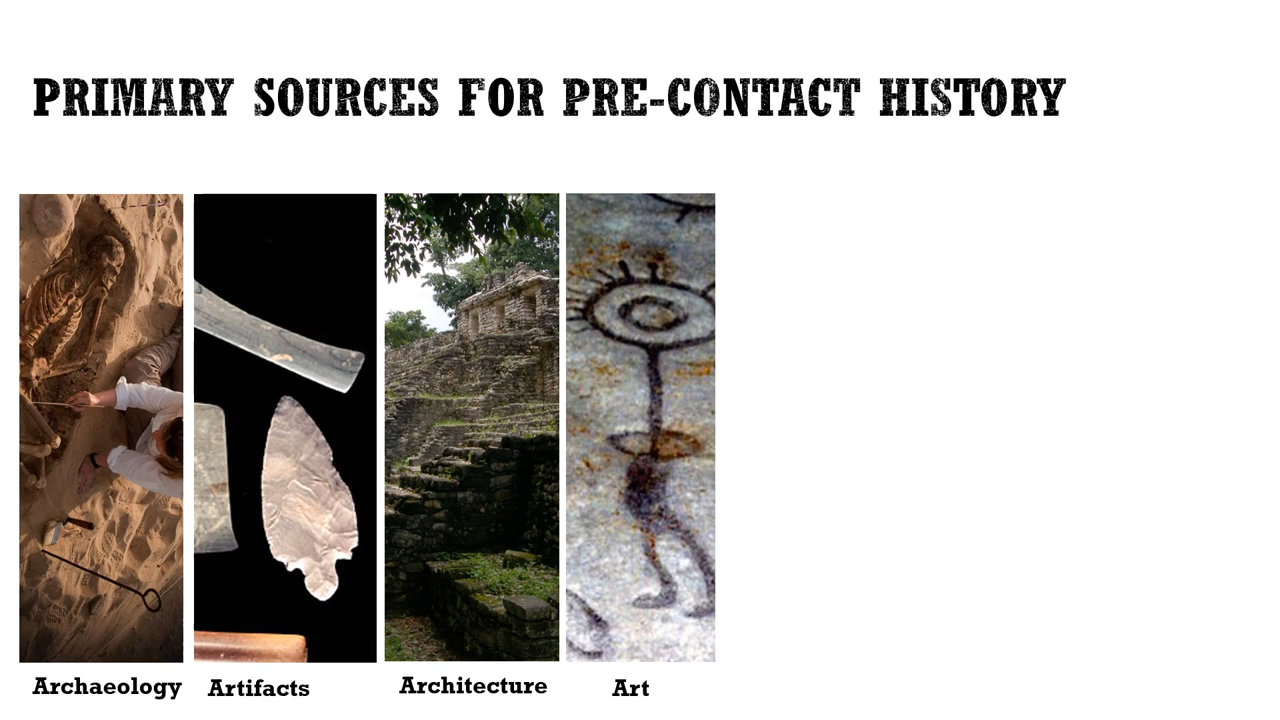 PRIMARY SOURCES FOR PRE-CONTACT HISTORY
Archaeology
Artifacts
Architecture
Art